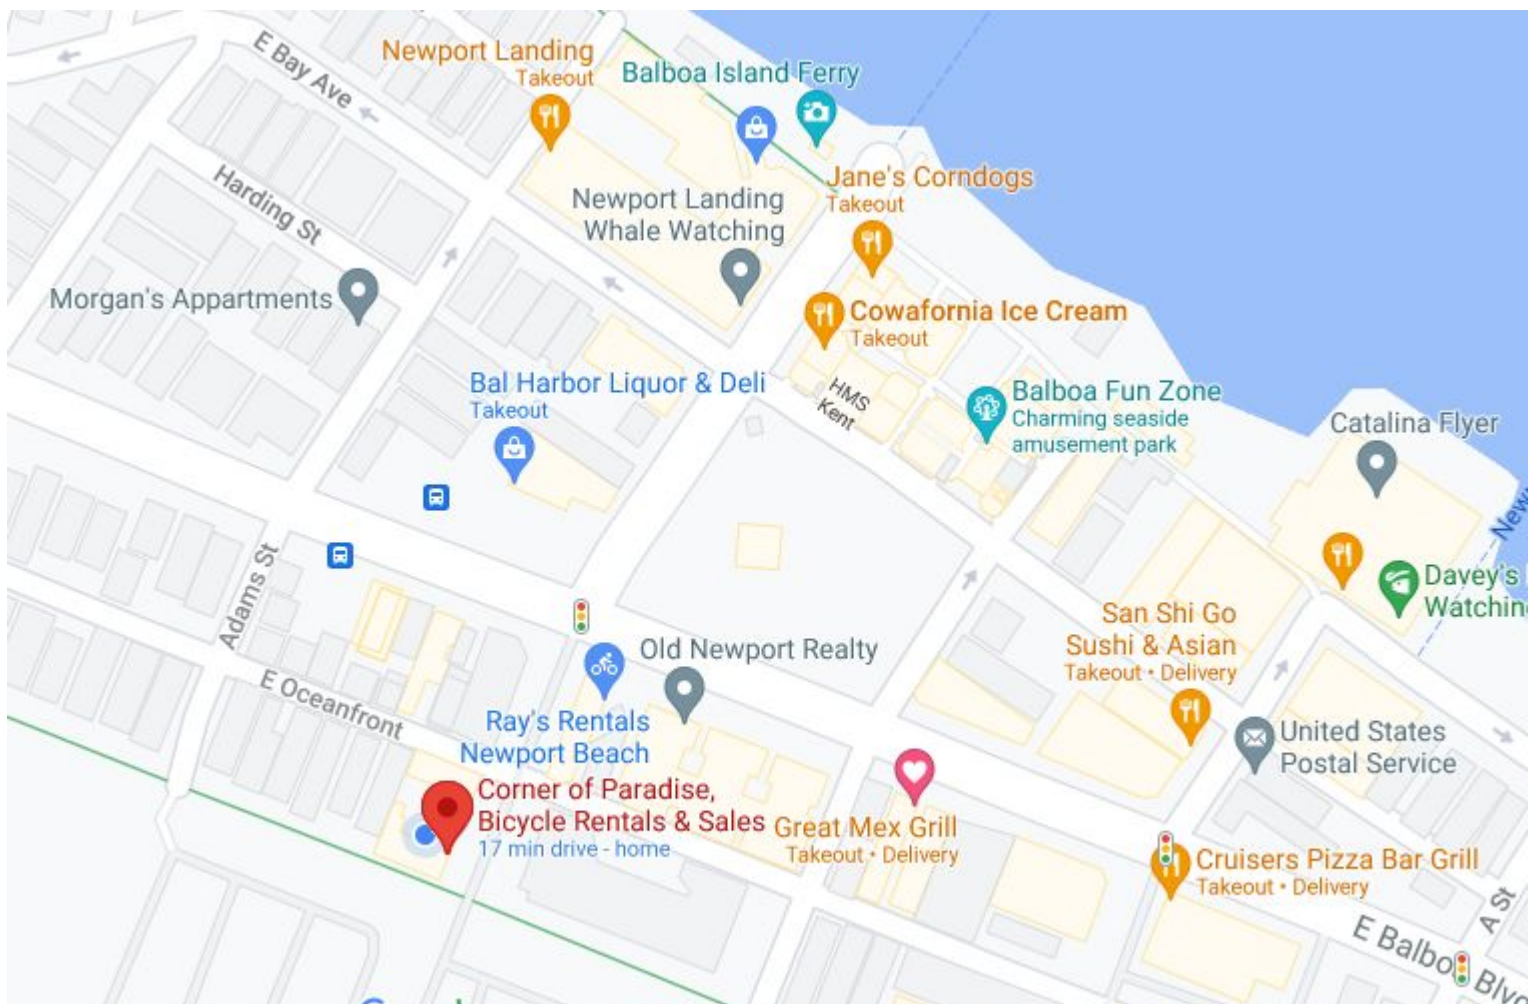 E Bay Ave
Newport Landing
Takeout
Balboa Island Ferry
Harding St
Newport Landing
Whale Watching
Jane's Corndogs
Takeout
Morgan's Appartments
Cowafornia Ice Cream
Takeout
Bal Harbor Liquor & Deli
Takeout
HMS
Kent
Balboa Fun Zone
Charming seaside
amusement park
Catalina Flyer
Adams St
Davey's
Watching
San Shi Go
Sushi & Asian
Takeout • Delivery
Old Newport Realty
E Oceanfront
Ray's Rentals
Newport Beach
United States
Postal Service
Corner of Paradise,
Bicycle Rentals & Sales
17 min drive - home
Great Mex Grill
Takeout • Delivery
Cruisers Pizza Bar Grill
Takeout • Delivery
A St
E Balboa Blvd